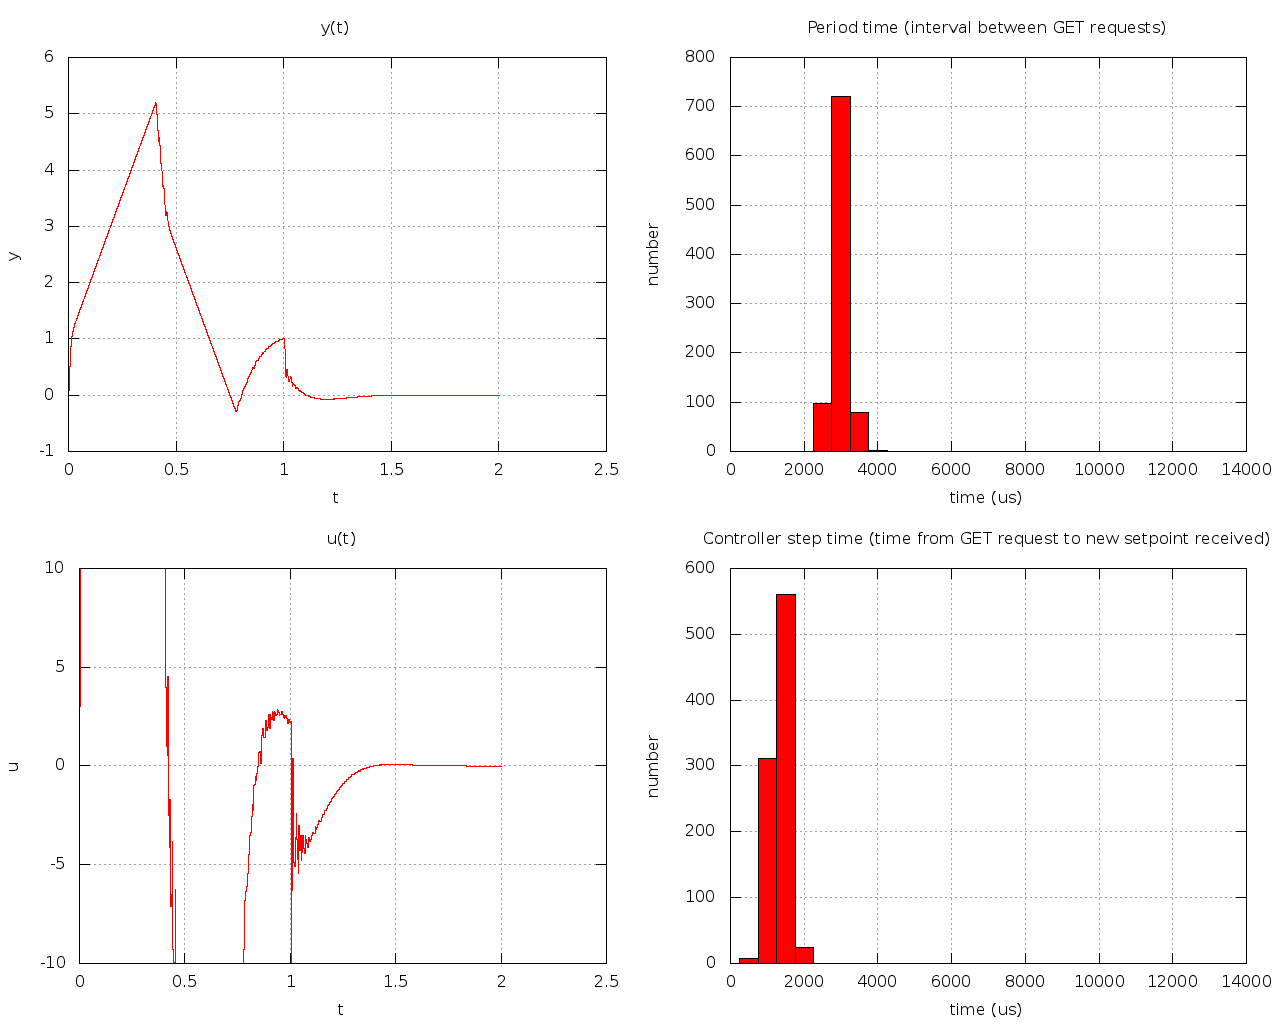 y(t)
6
5
4
3
2
1
0
-1
y
0 0.5 1 1.5 2 2.5
t
Period time (interval between GET requests)
800
700
600
500
400
300
200
100
0
number
0 2000 4000 6000 8000 10000 12000 14000
time (us)
u(t)
10
5
0
-5
-10
u
0 0.5 1 1.5 2 2.5
t
Controller step time (time from GET request to new setpoint received)
600
500
400
300
200
100
0
number
0 2000 4000 6000 8000 10000 12000 14000
time (us)